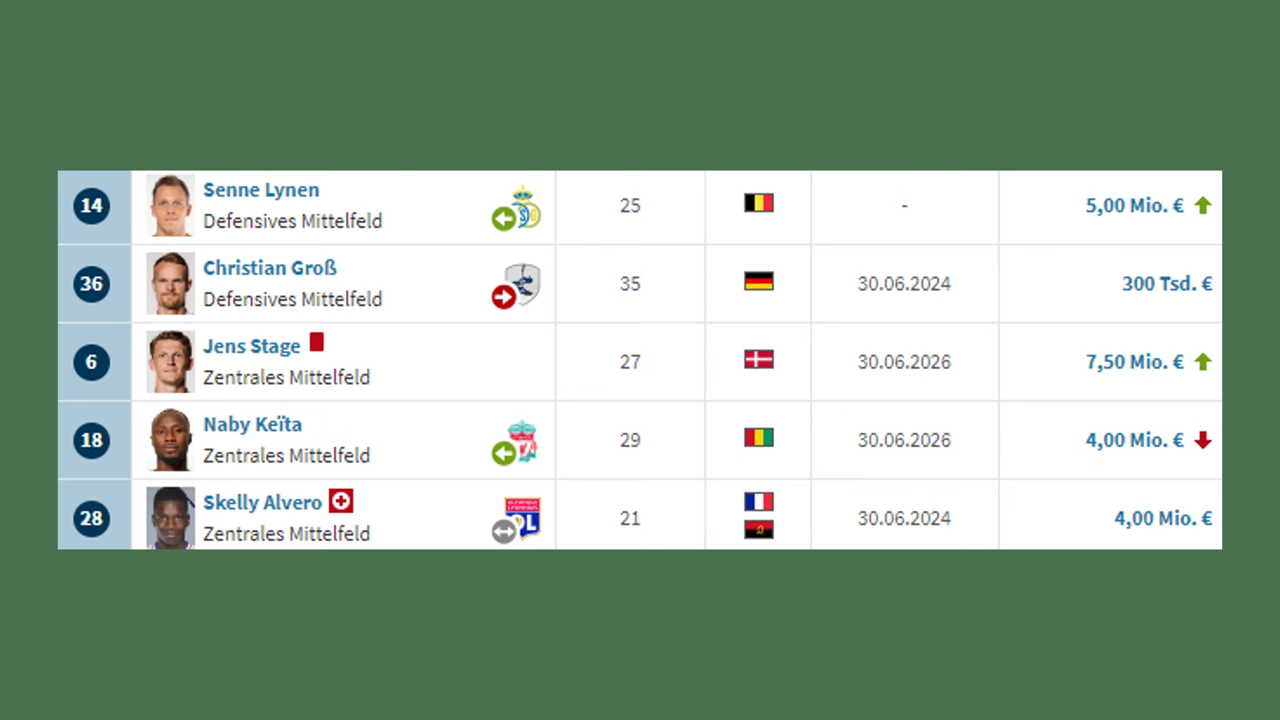 14 Senne Lynen 25 - 5,00 Mio. €
Defensives Mittelfeld
36 Christian Groß 35 30.06.2024 300 Tsd. €
Defensives Mittelfeld
6 Jens Stage 27 30.06.2026 7,50 Mio. €
Zentrales Mittelfeld
18 Naby Keïta 29 30.06.2026 4,00 Mio. €
Zentrales Mittelfeld
28 Skelly Alvero 21 30.06.2024 4,00 Mio. €
Zentrales Mittelfeld